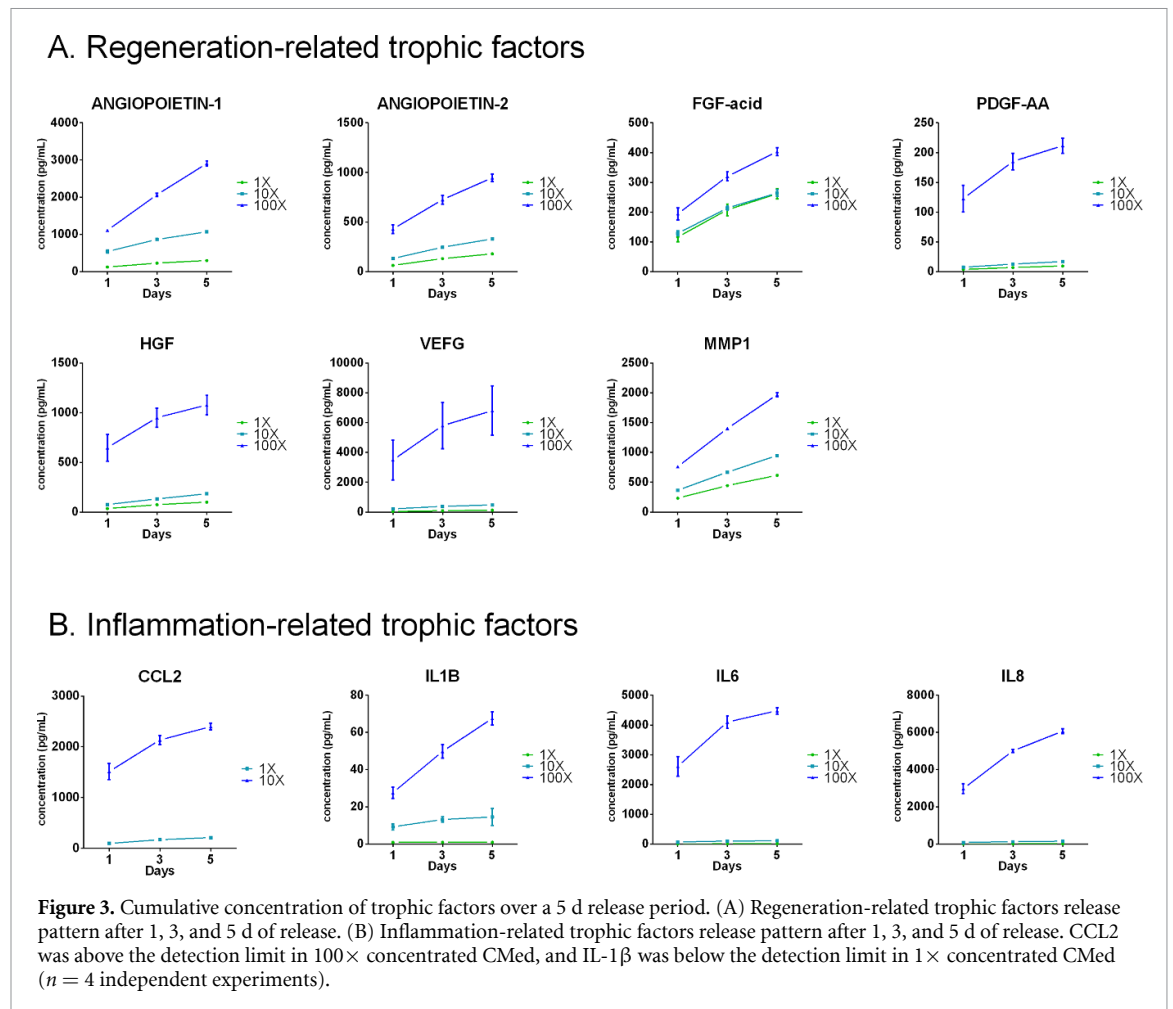 A. Regeneration-related trophic factors
ANGIOPOIETIN-1
concentration (pg/mL)
4000
3000
2000
1000
0
1
3
5
Days
1X
10X
100X
ANGIOPOIETIN-2
concentration (pg/mL)
1500
1000
500
0
1
3
5
Days
1X
10X
100X
FGF-acid
concentration (pg/mL)
500
400
300
200
100
0
1
3
5
Days
1X
10X
100X
PDGF-AA
concentration (pg/mL)
250
200
150
100
50
0
1
3
5
Days
1X
10X
100X
HGF
concentration (pg/mL)
1500
1000
500
0
1
3
5
Days
1X
10X
100X
VEFG
concentration (pg/mL)
10000
8000
6000
4000
2000
0
1
3
5
Days
1X
10X
100X
MMP1
concentration (pg/mL)
2500
2000
1500
1000
500
0
1
3
5
Days
1X
10X
100X
B. Inflammation-related trophic factors
CCL2
concentration (pg/mL)
3000
2000
1000
0
1
3
5
Days
1X
10X
IL1B
concentration (pg/mL)
80
60
40
20
0
1
3
5
Days
1X
10X
100X
IL6
concentration (pg/mL)
5000
4000
3000
2000
1000
0
1
3
5
Days
1X
10X
100X
IL8
concentration (pg/mL)
8000
6000
4000
2000
0
1
3
5
Days
1X
10X
100X
Figure 3. Cumulative concentration of trophic factors over a 5 d release period. (A) Regeneration-related trophic factors release
pattern after 1, 3, and 5 d of release. (B) Inflammation-related trophic factors release pattern after 1, 3, and 5 d of release. CCL2
was above the detection limit in 100× concentrated CMed, and IL-1β was below the detection limit in 1× concentrated CMed
(n = 4 independent experiments).